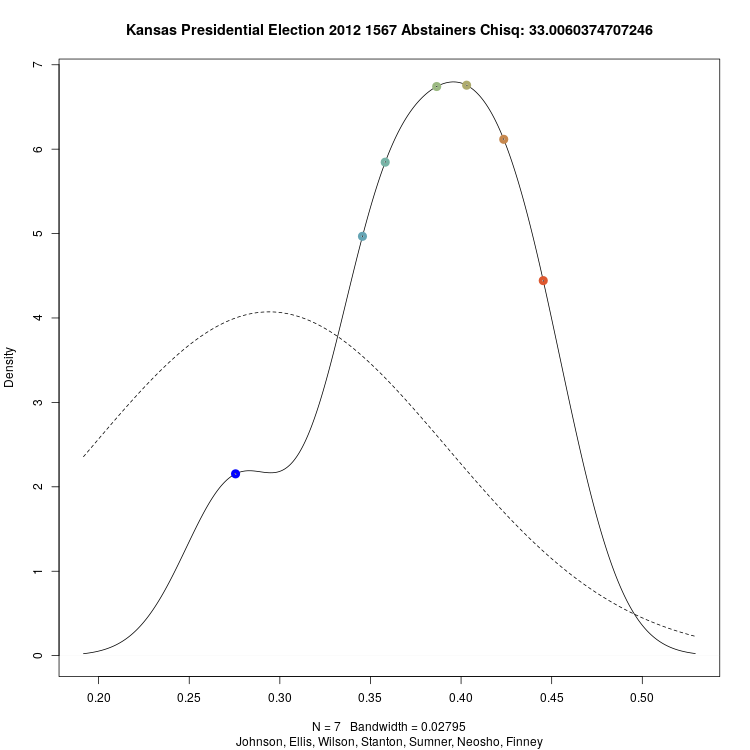 Kansas Presidential Election 2012 1567 Abstainers Chisq: 33.0060374707246
Density
7
6
5
4
3
2
1
0
0.20 0.25 0.30 0.35 0.40 0.45 0.50
N = 7 Bandwidth = 0.02795
Johnson, Ellis, Wilson, Stanton, Sumner, Neosho, Finney